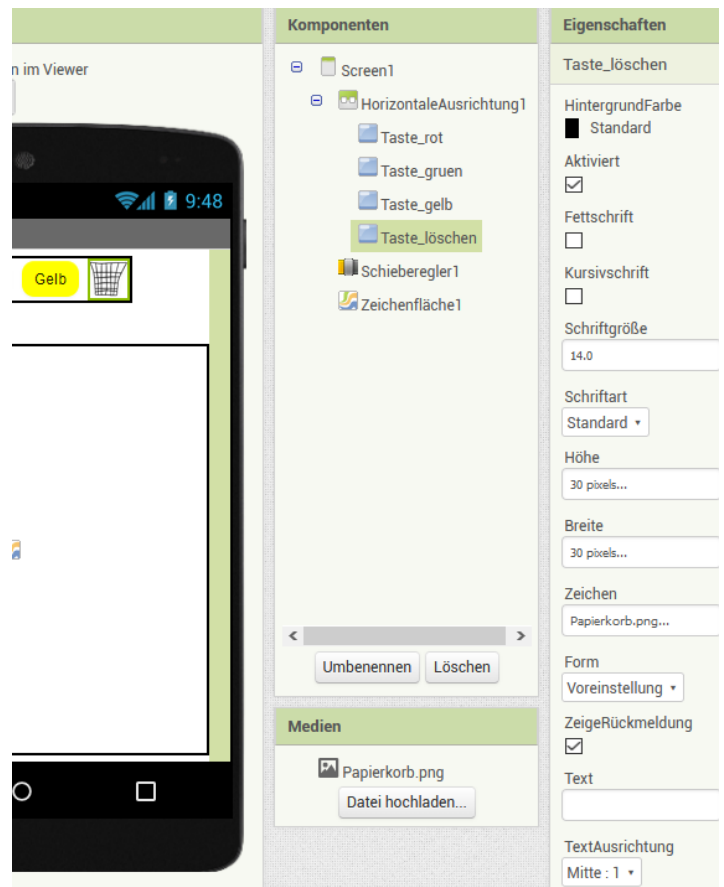 n im Viewer
9:48
Gelb
Komponenten
Screen1
HorizontaleAusrichtung1
Taste_rot
Taste_gruen
Taste_gelb
Taste_löschen
Schieberegler1
Zeichenfläche1
Umbenennen Löschen
Medien
Papierkorb.png
Datei hochladen...
Eigenschaften
Taste_löschen
HintergrundFarbe
Standard
Aktiviert
Fettschrift
Kursivschrift
Schriftgröße
14.0
Schriftart
Standard
Höhe
30 pixels...
Breite
30 pixels...
Zeichen
Papierkorb.png...
Form
Voreinstellung
ZeigeRückmeldung
Text
TextAusrichtung
Mitte : 1